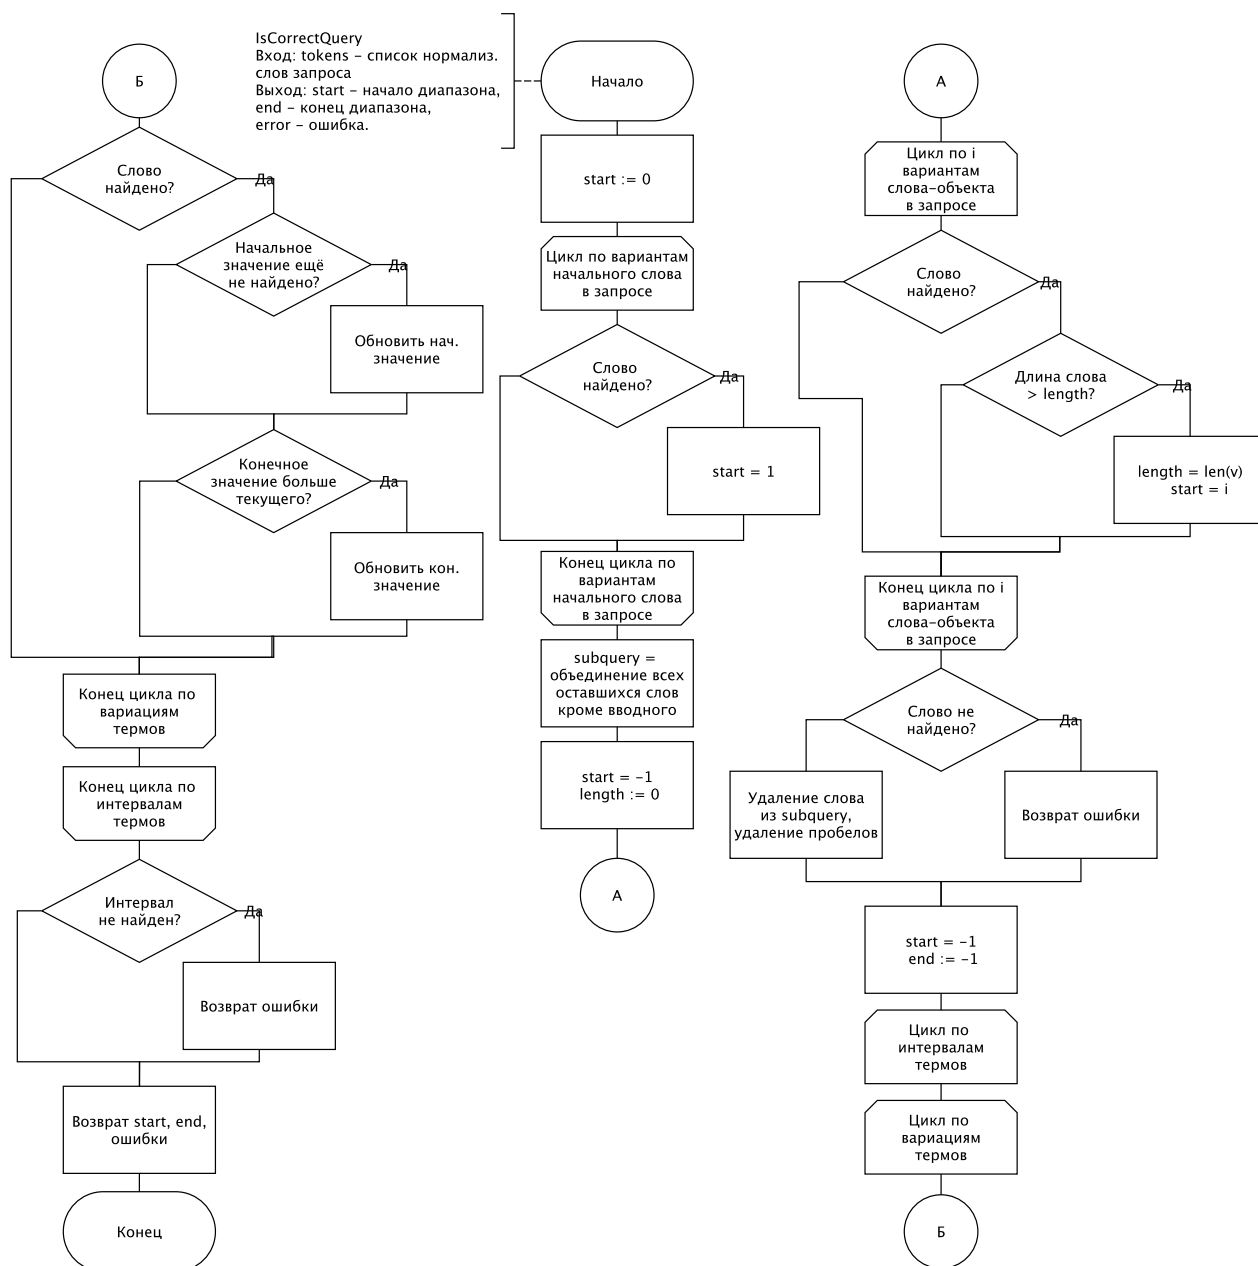 IsCorrectQuery
Вход: tokens – список нормализ.
слов запроса
Выход: start – начало диапазона,
end – конец диапазона,
error – ошибка.
Начало
start := 0
Цикл по вариантам
начального слова
в запросе
Слово
найдено?
Да
start = 1
Конец цикла по
вариантам
начального слова
в запросе
subquery =
объединение всех
оставшихся слов
кроме вводного
start = –1
length := 0
А
А
Цикл по i
вариантам
слова–объекта
в запросе
Слово
найдено?
Да
Длина слова
> length?
Да
length = len(v)
start = i
Конец цикла по i
вариантам
слова–объекта
в запросе
Слово не
найдено?
Да
Удаление слова
из subquery,
удаление пробелов
Возврат ошибки
start = –1
end := –1
Цикл по
интервалам
термов
Цикл по
вариациям
термов
Б
Б
Слово
найдено?
Да
Начальное
значение ещё
не найдено?
Да
Обновить нач.
значение
Конечное
значение больше
текущего?
Да
Обновить кон.
значение
Конец цикла по
вариациям
термов
Конец цикла по
интервалам
термов
Интервал
не найден?
Да
Возврат ошибки
Возврат start, end,
ошибки
Конец